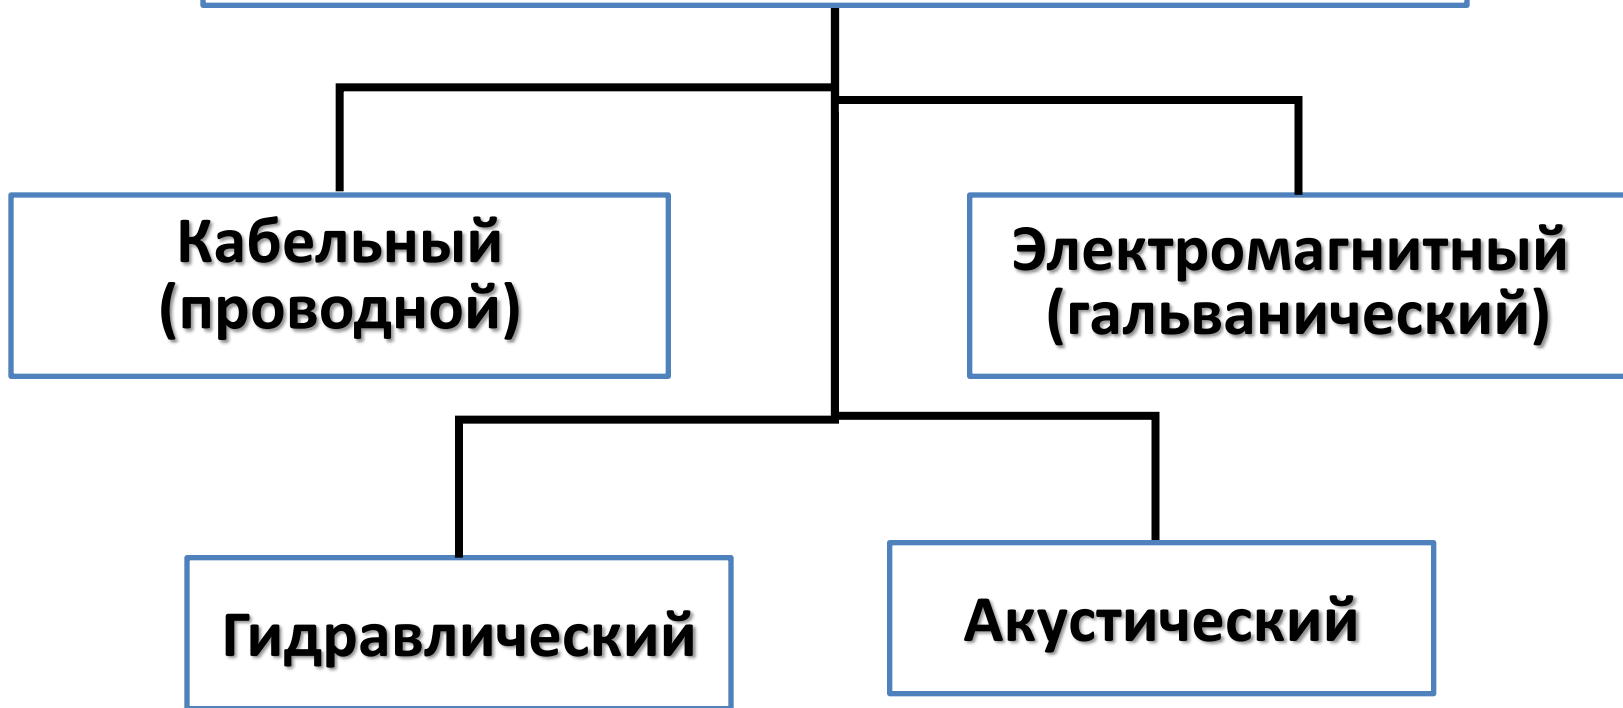 Кабельный
(проводной)
Электромагнитный
(гальванический)
Гидравлический
Акустический